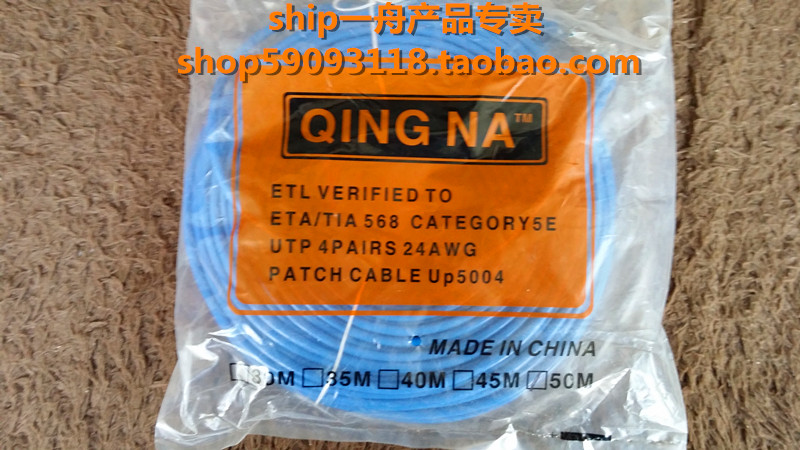 ship一舟产品专卖
shop59093118.taobao.com
QING NA™
ETL VERIFIED TO
ETA/TIA 568 CATEGORY5E
UTP 4PAIRS 24AWG
PATCH CABLE Up5004
MADE IN CHINA
□30M □35M □40M □45M □50M